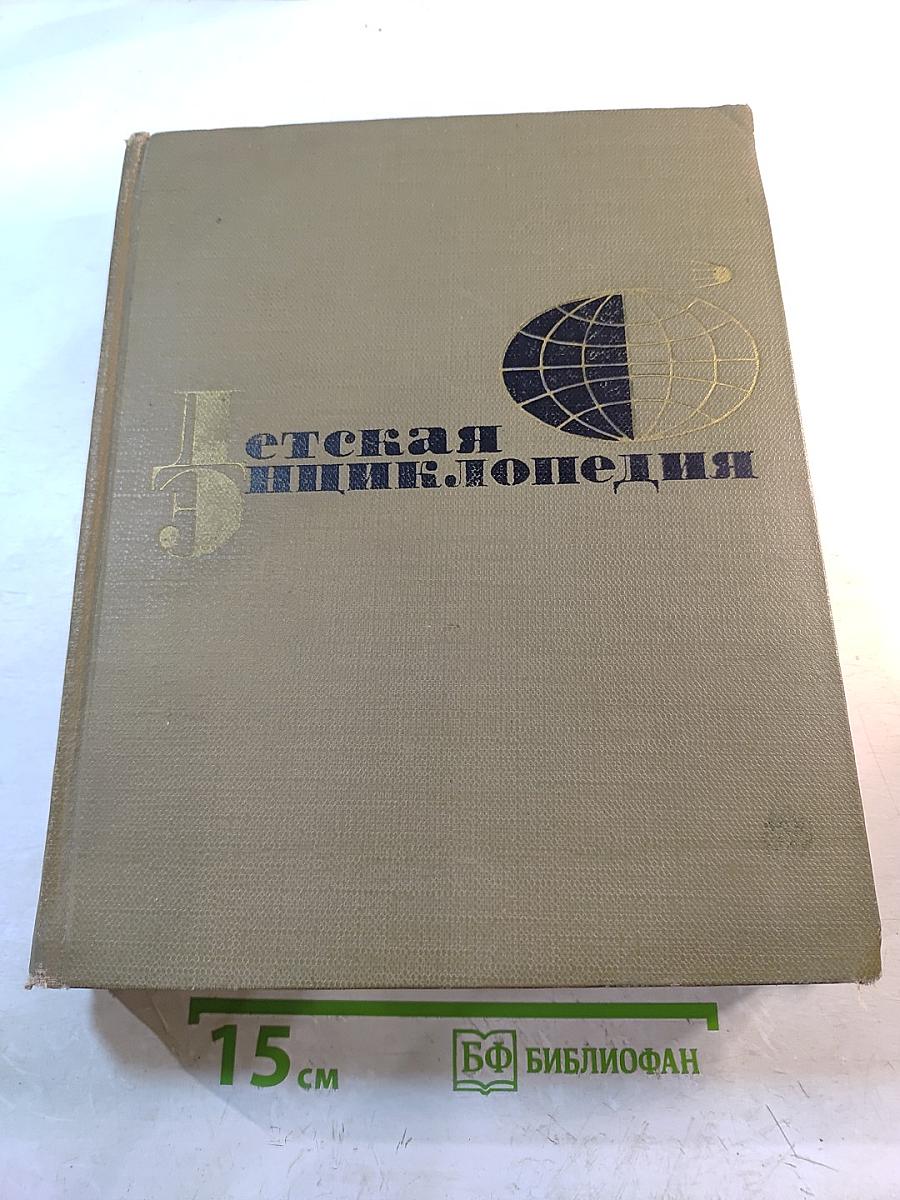 Детская
Энциклопедия
15 см
БФ БИБЛИОФАН